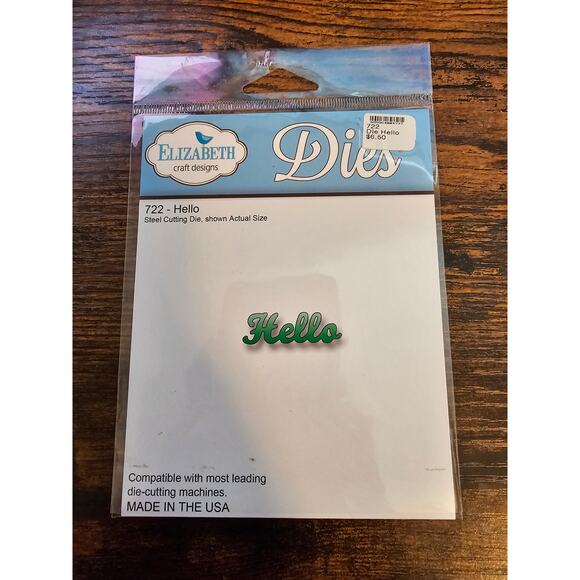 722
Die Hello
$6.50
ELIZABETH
craft designs
Dies
722 - Hello
Steel Cutting Die, shown Actual Size
Hello
Compatible with most leading
die-cutting machines.
MADE IN THE USA